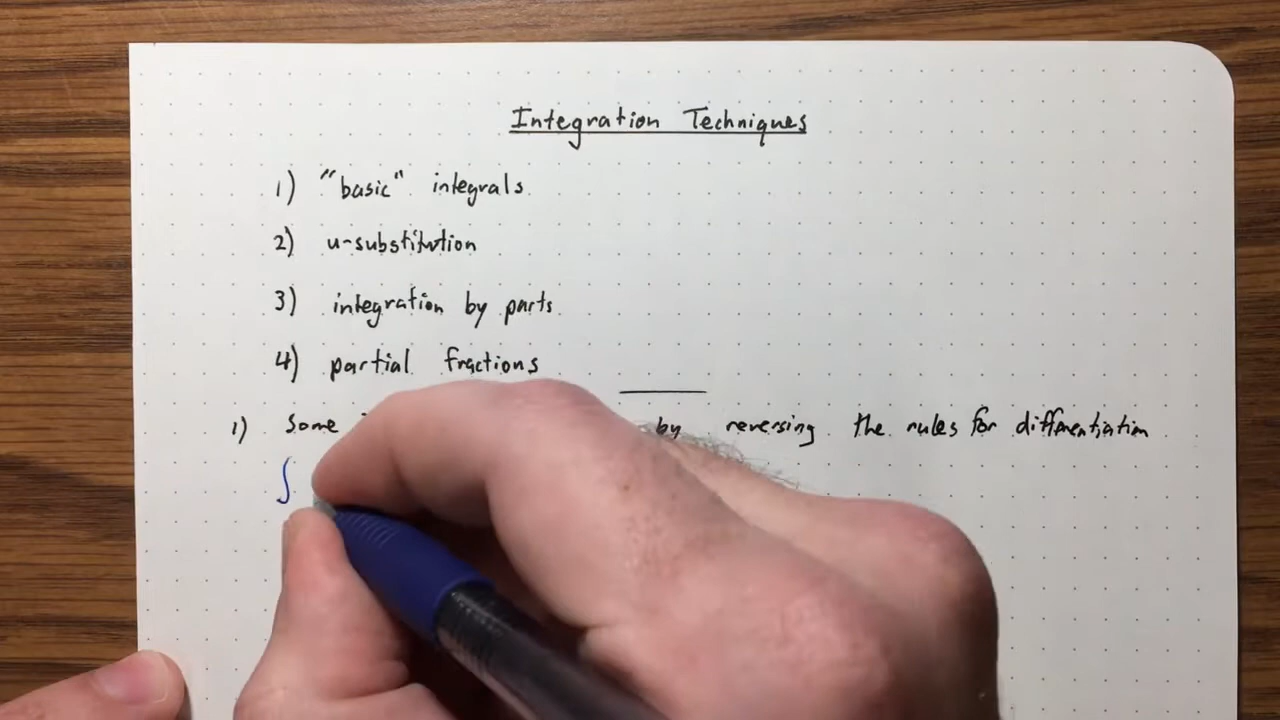 Integration Techniques
1) "basic" integrals
2) u-substitution
3) integration by parts
4) partial fractions
1) Some by reversing the rules for differentiation
∫